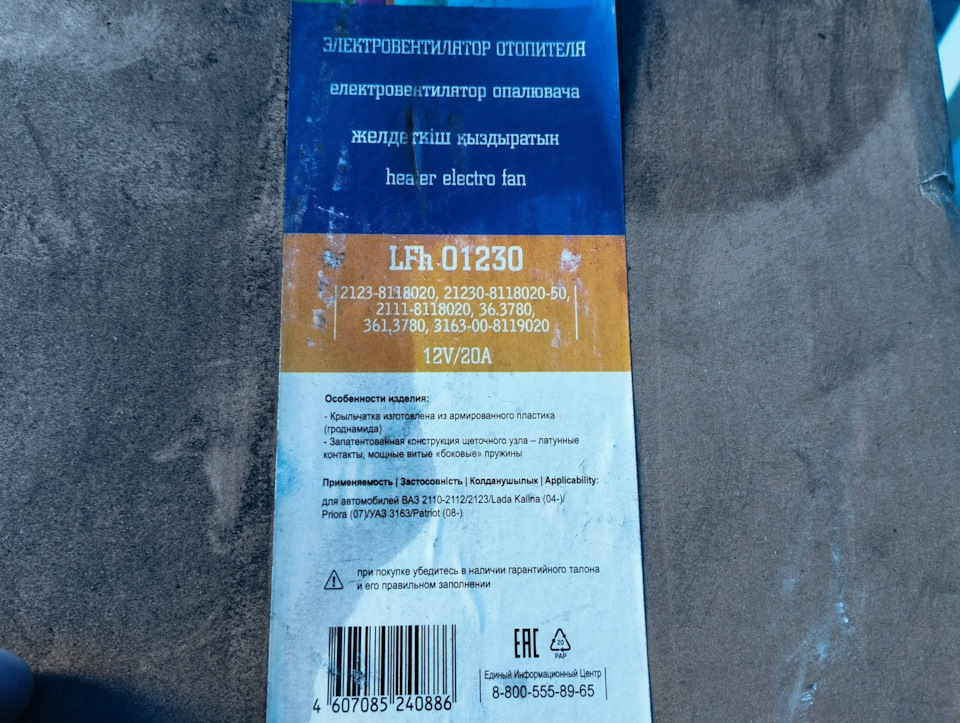 ЭЛЕКТРОВЕНТИЛЯТОР ОТОПИТЕЛЯ
електровентилятор опалювача
желдеткіш қыздыратын
heater electro fan
LFh 01230
2123-8118020, 21230-8118020-50,
2111-8118020, 36.3780,
361.3780, 3163-00-8119020
12V/20A
Особенности изделия:
- Крыльчатка изготовлена из армированного пластика
(гроднамида)
- Запатентованная конструкция щеточного узла – латунные
контакты, мощные витые «боковые» пружины
Применяемость | Застосовність | Колданушылык | Applicability:
для автомобилей ВАЗ 2110-2112/2123/Lada Kalina (04-)/
Priora (07)/УАЗ 3163/Patriot (08-)
при покупке убедитесь в наличии гарантийного талона
и его правильном заполнении
EAC
20
PAP
Единый Информационный Центр
8-800-555-89-65
4 607085 240886